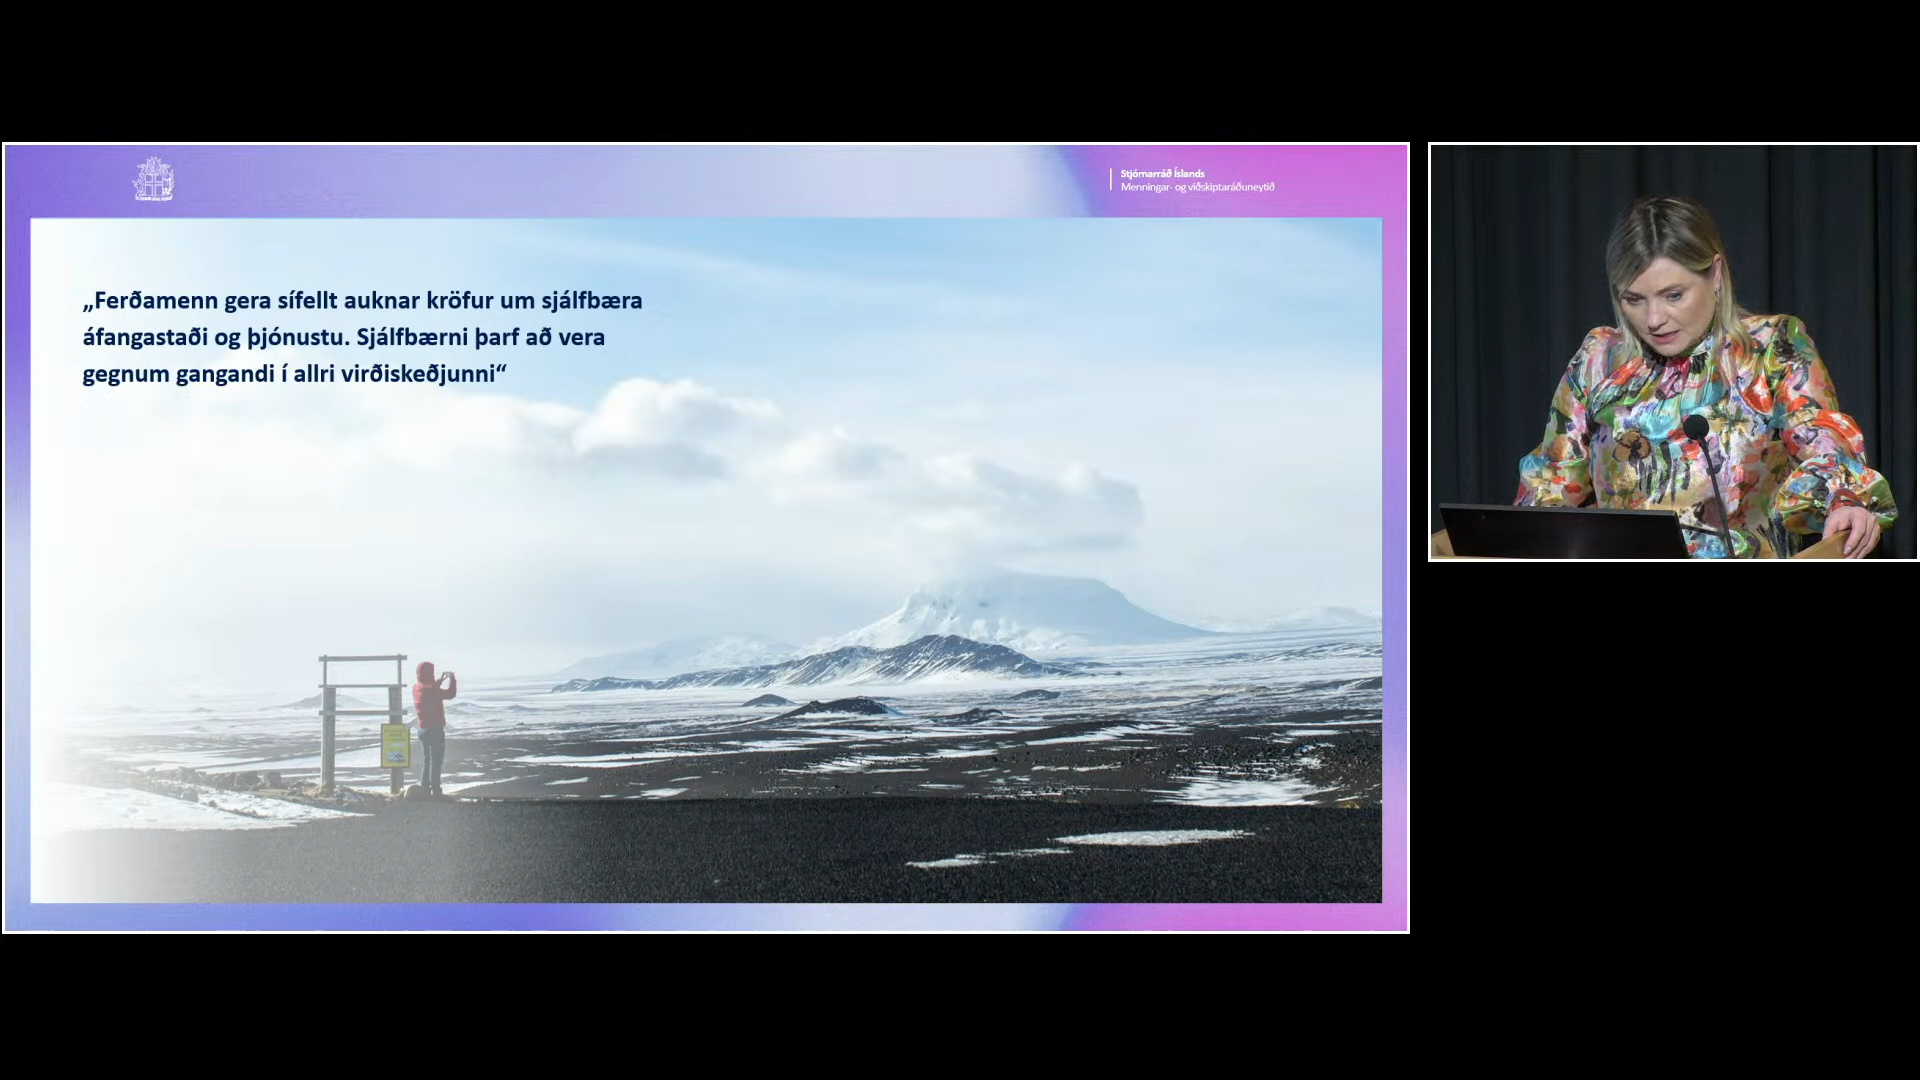 Stjórnarráð Íslands
Menningar- og viðskiptaráðuneytið
„Ferðamenn gera sífellt auknar kröfur um sjálfbæra
áfangastaði og þjónustu. Sjálfbærni þarf að vera
gegnum gangandi í allri virðiskeðjunni“